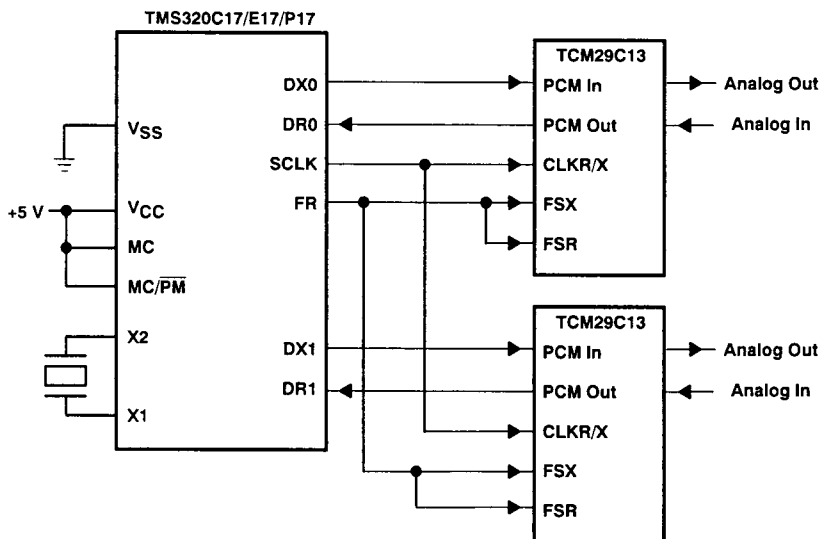 TMS320C17/E17/P17
VSS
+5 V
VCC
MC
MC/PM
X2
X1
DX0
DR0
SCLK
FR
DX1
DR1
TCM29C13
PCM In
PCM Out
CLKR/X
FSX
FSR
Analog Out
Analog In
TCM29C13
PCM In
PCM Out
CLKR/X
FSX
FSR
Analog Out
Analog In